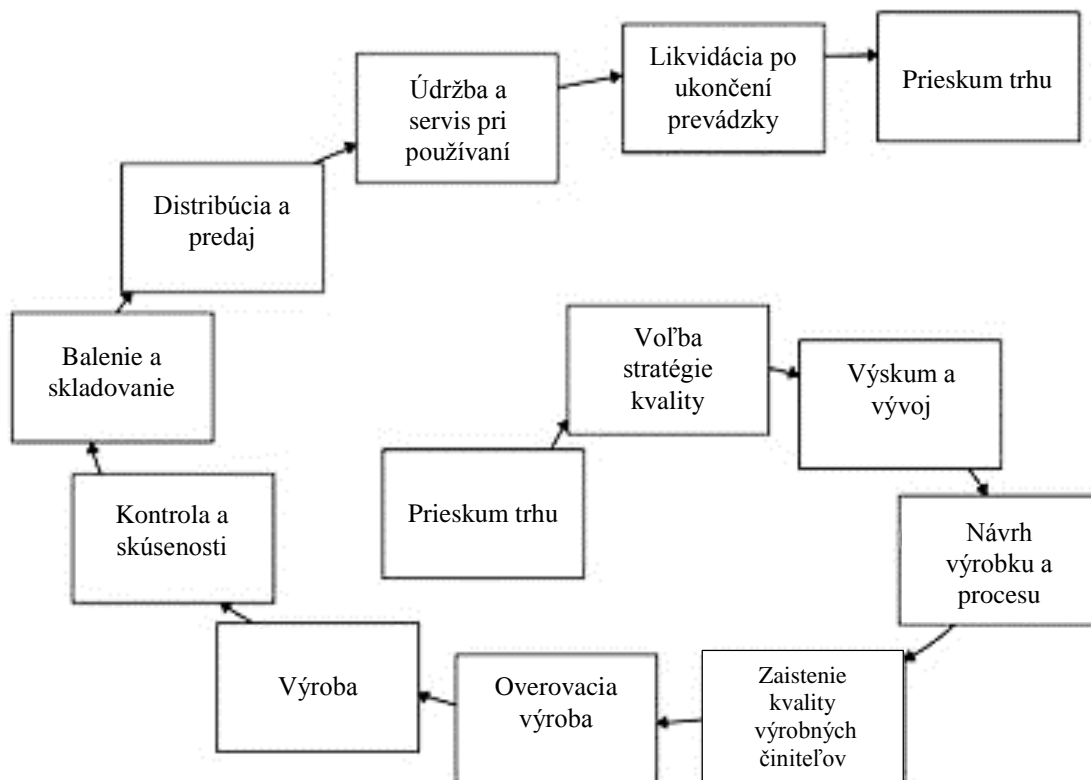 Likvidácia po
ukončení
prevádzky
Prieskum trhu
Údržba a
servis pri
používaní
Distribúcia a
predaj
Balenie a
skladovanie
Kontrola a
skúsenosti
Výroba
Overovacia
výroba
Zaistenie
kvality
výrobných
činiteľov
Návrh
výrobku a
procesu
Výskum a
vývoj
Voľba
stratégie
kvality
Prieskum trhu